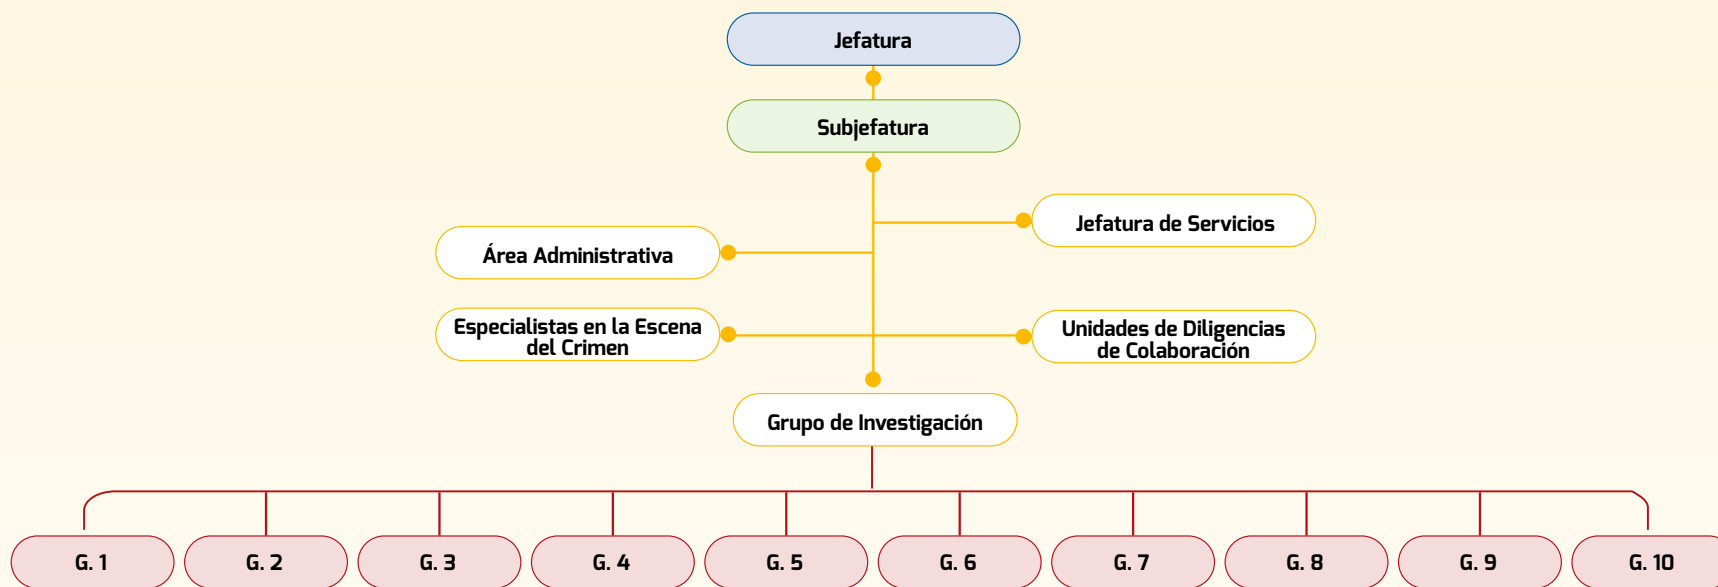 Jefatura
Subjefatura
Jefatura de Servicios
Área Administrativa
Especialistas en la Escena
del Crimen
Unidades de Diligencias
de Colaboración
Grupo de Investigación
G. 1
G. 2
G. 3
G. 4
G. 5
G. 6
G. 7
G. 8
G. 9
G. 10